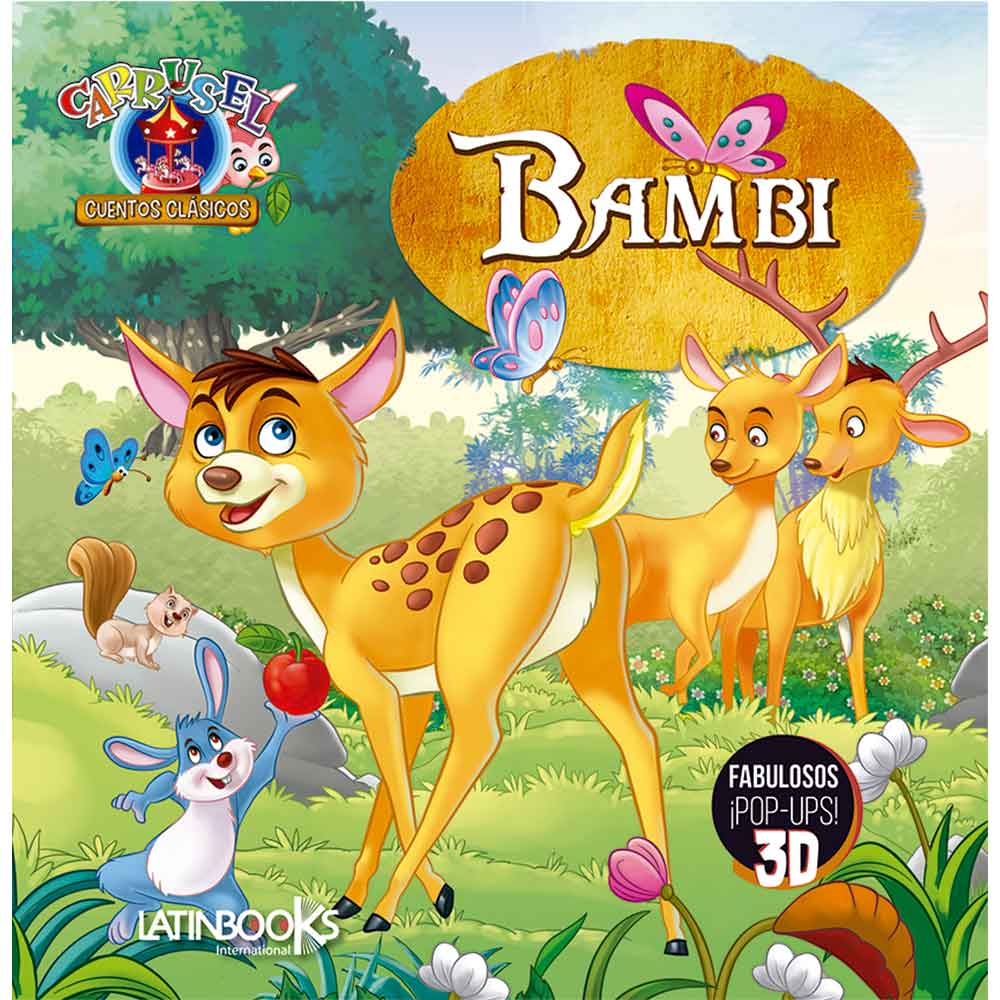 CARRUSEL
CUENTOS CLÁSICOS
BAMBI
FABULOSOS
¡POP-UPS!
3D
LATINBOOKS
International